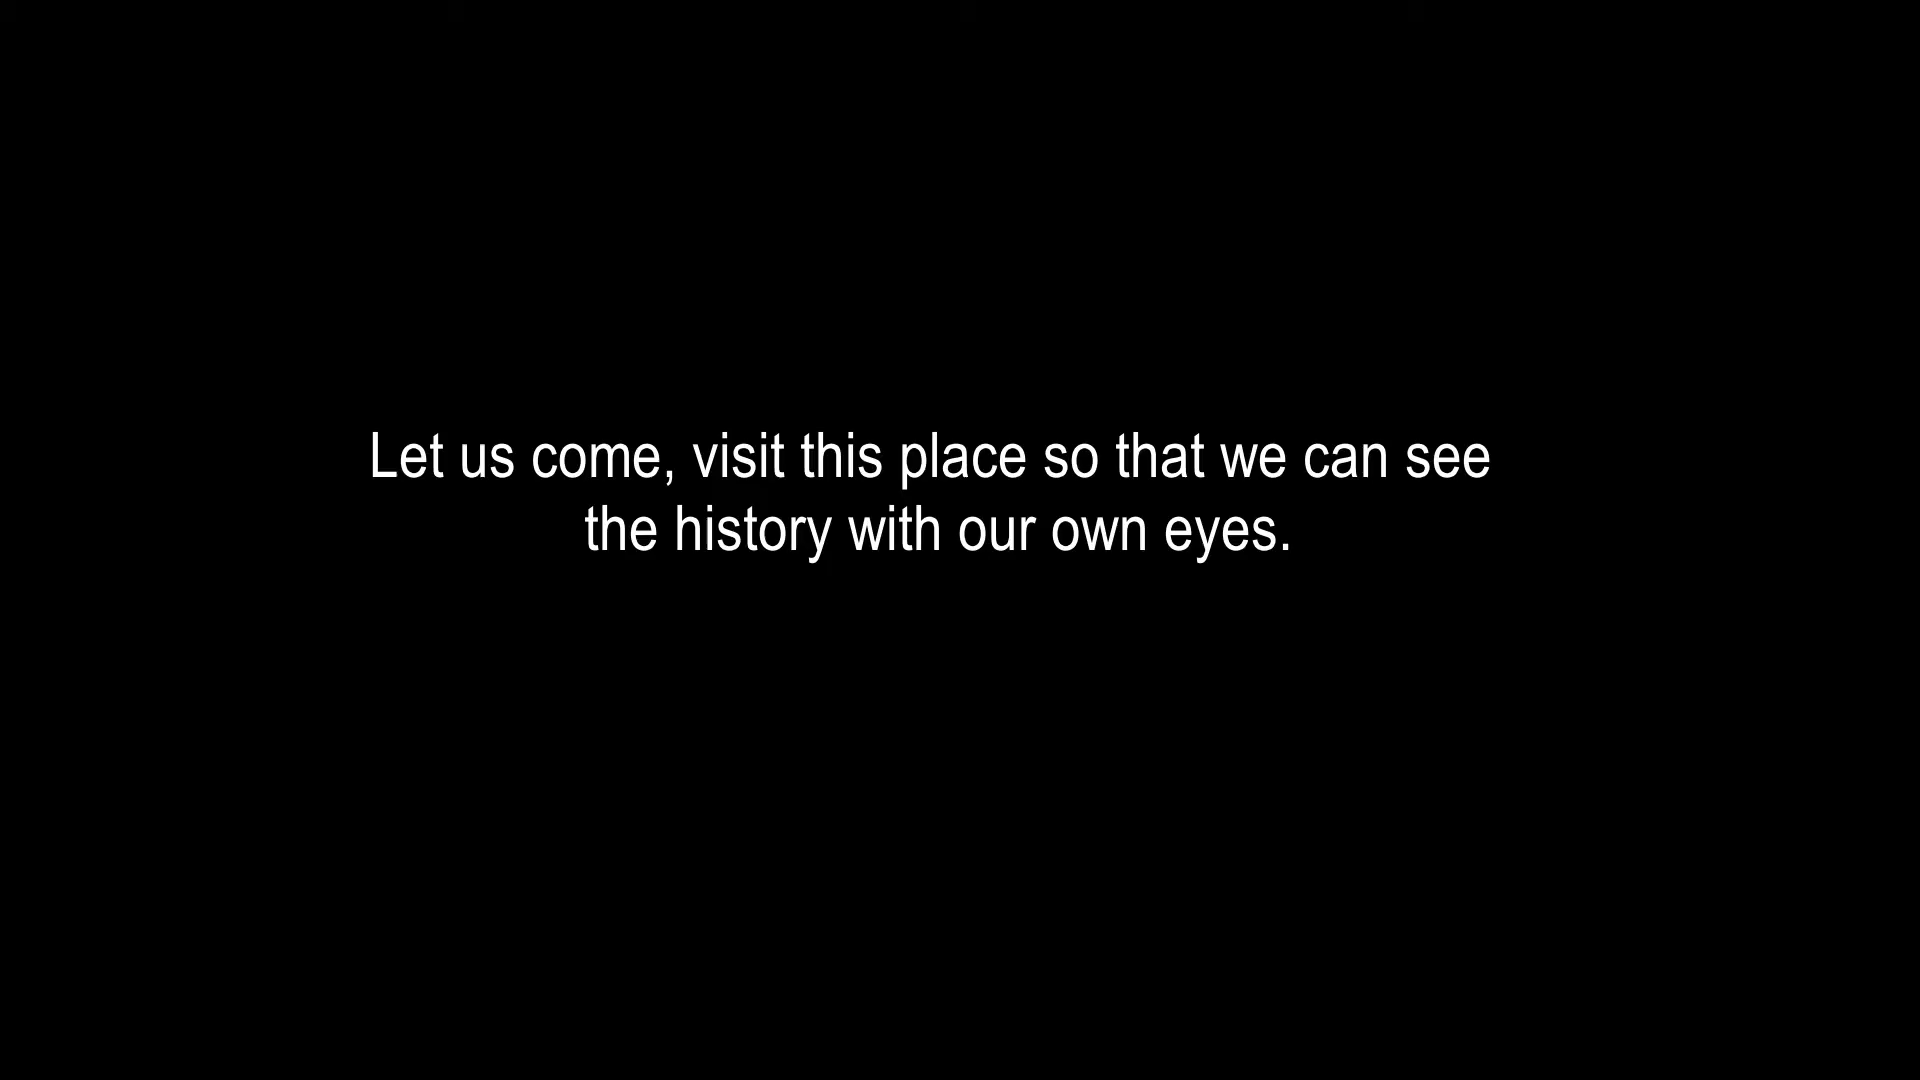 Let us come, visit this place so that we can see
the history with our own eyes.